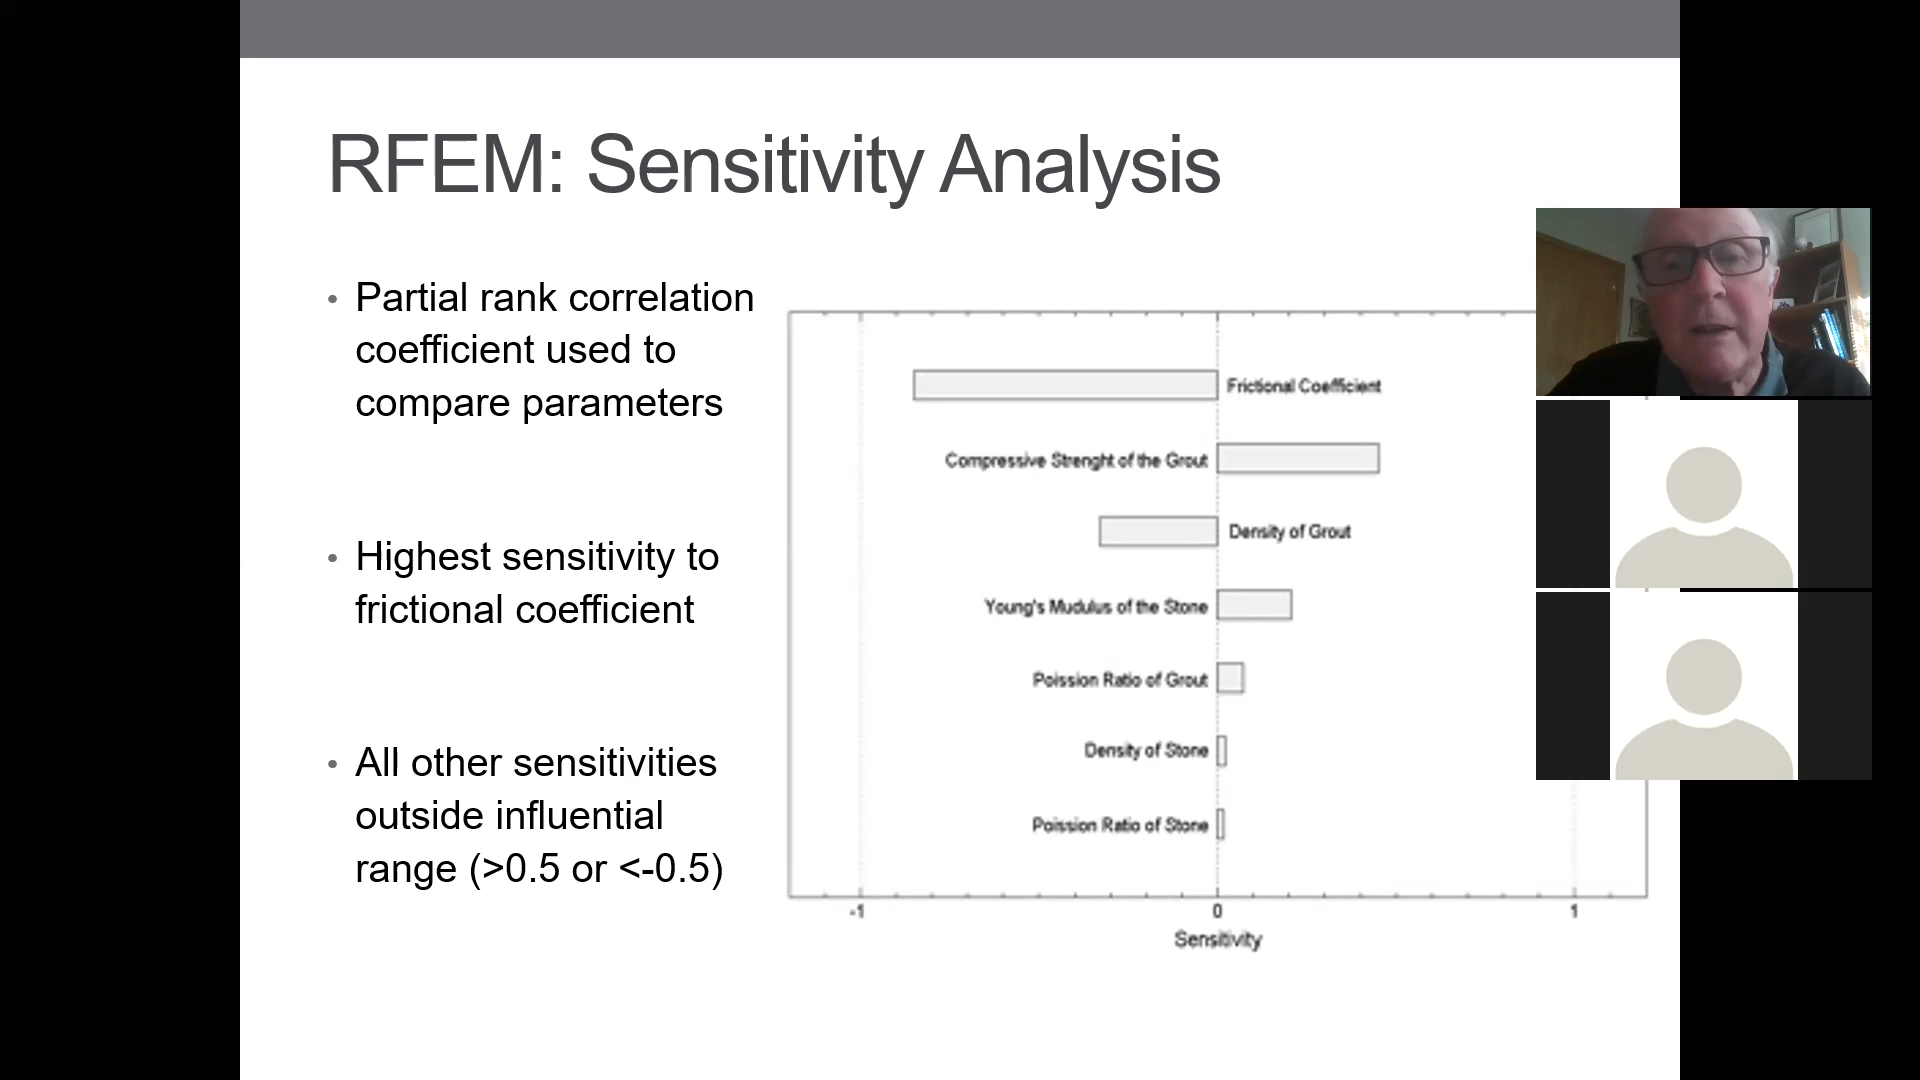 RFEM: Sensitivity Analysis
• Partial rank correlation
coefficient used to
compare parameters
• Highest sensitivity to
frictional coefficient
• All other sensitivities
outside influential
range (>0.5 or <-0.5)
Frictional Coefficient
Compressive Strenght of the Grout
Density of Grout
Young's Mudulus of the Stone
Poission Ratio of Grout
Density of Stone
Poission Ratio of Stone
-1 0 1
Sensitivity